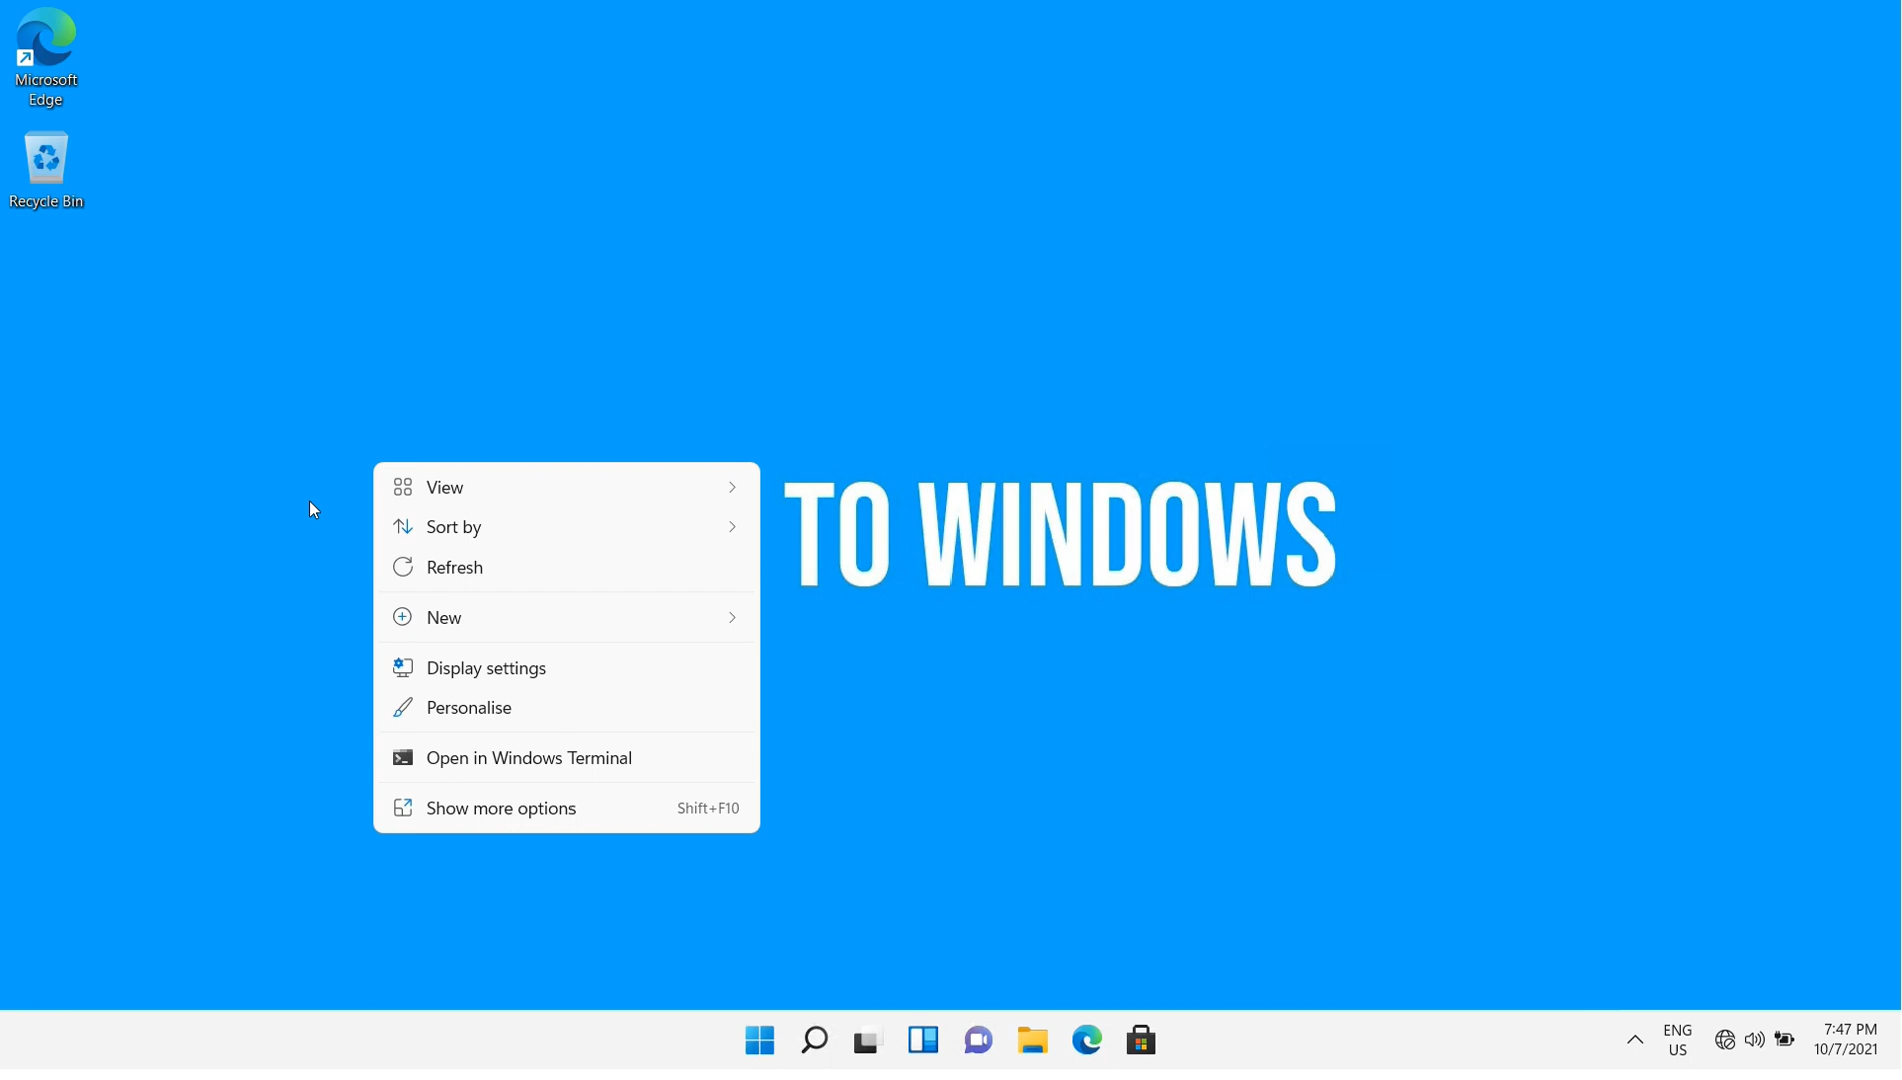 Microsoft
Edge
Recycle Bin
View
Sort by
Refresh
New
Display settings
Personalise
Open in Windows Terminal
Show more options Shift+F10
TO WINDOWS
ENG
US
7:47 PM
10/7/2021